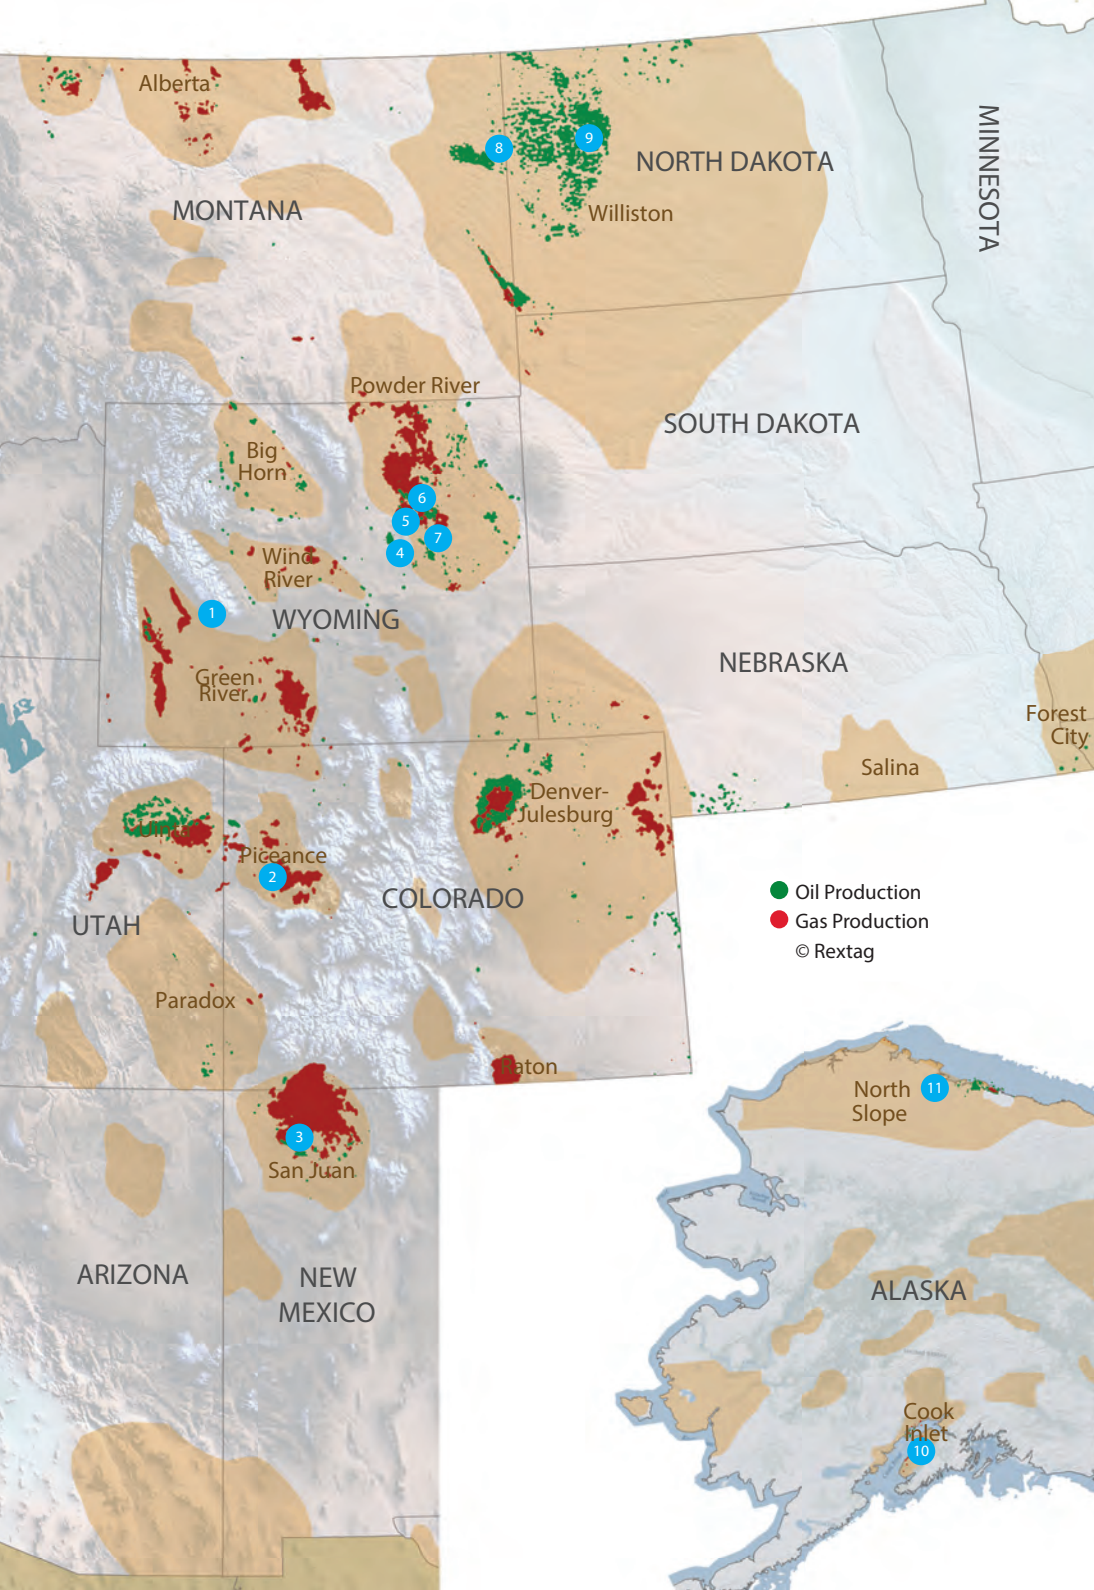 Alberta
MONTANA
8
9
NORTH DAKOTA
Williston
MINNESOTA
Powder River
SOUTH DAKOTA
Big
Horn
6
5
7
4
Wind
River
1
WYOMING
NEBRASKA
Green
River
Forest
City
Salina
Denver-
Julesburg
Uinta
Piceance
2
COLORADO
UTAH
Oil Production
Gas Production
© Rextag
Paradox
Raton
3
San Juan
North
Slope
11
ARIZONA
NEW
MEXICO
ALASKA
Cook
Inlet
10